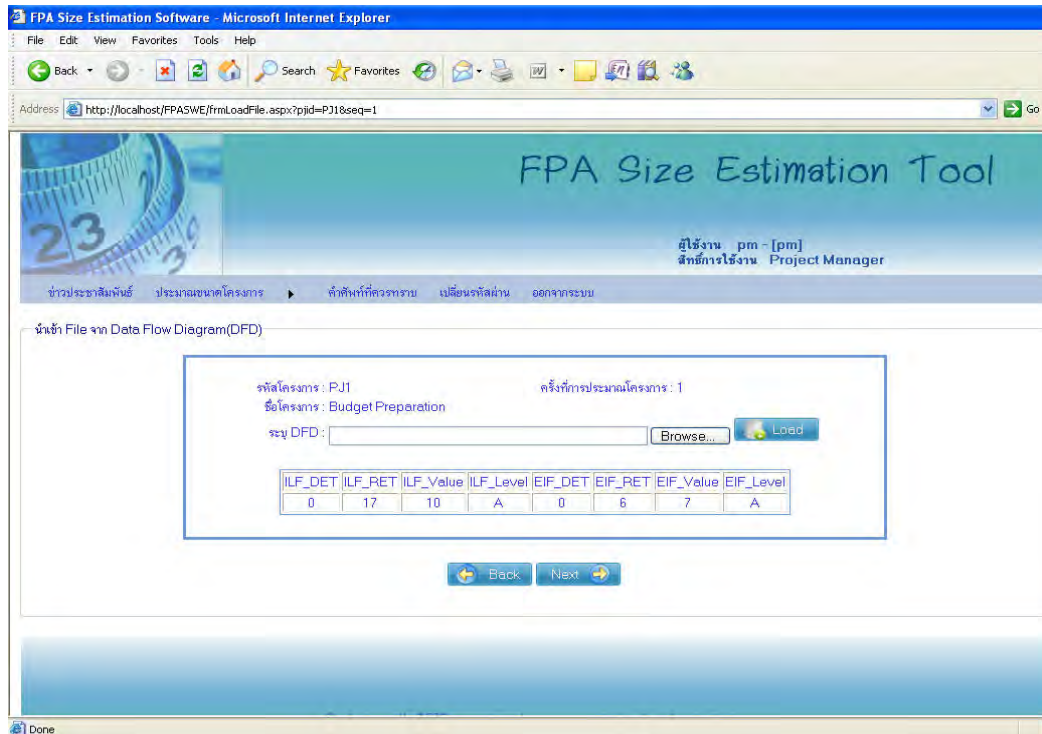 FPA Size Estimation Software - Microsoft Internet Explorer
File Edit View Favorites Tools Help
Back Search Favorites
Address http://localhost/FPASWE/frmLoadFile.aspx?pjid=PJ1&seq=1 Go
FPA Size Estimation Tool
ผู้ใช้งาน pm - [pm]
สิทธิ์การใช้งาน Project Manager
ข่าวประชาสัมพันธ์ ประมาณขนาดโครงการ คำศัพท์ที่ควรทราบ เปลี่ยนรหัสผ่าน ออกจากระบบ
นำเข้า File จาก Data Flow Diagram(DFD)
รหัสโครงการ : PJ1 ครั้งที่การประมาณโครงการ : 1
ชื่อโครงการ : Budget Preparation
ระบุ DFD : Browse... Load
ILF_DET ILF_RET ILF_Value ILF_Level EIF_DET EIF_RET EIF_Value EIF_Level
0 17 10 A 0 6 7 A
Back Next
Done